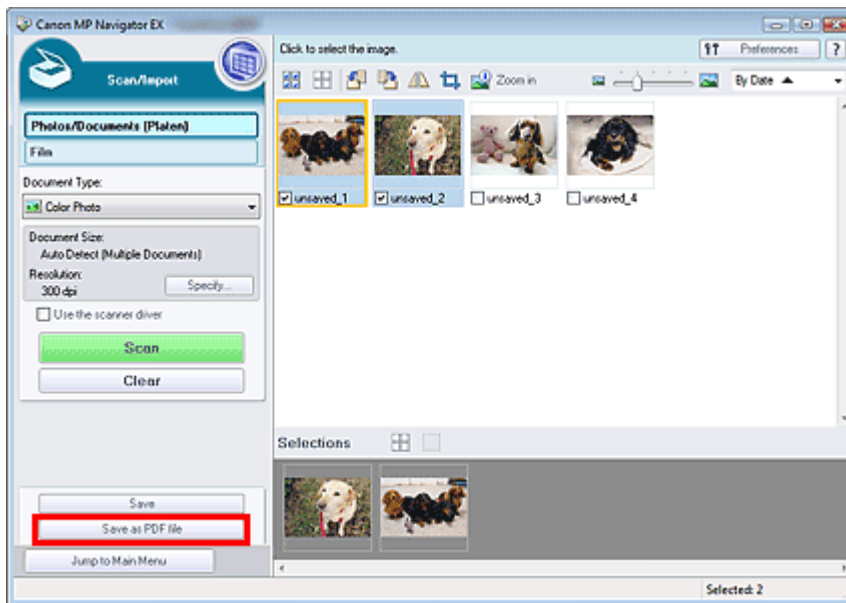 Canon MP Navigator EX
Scan/Import
Photos/Documents (Platen)
Film
Document Type:
Color Photo
Document Size:
Auto Detect (Multiple Documents)
Resolution:
300 dpi
Specify...
Use the scanner driver
Scan
Clear
Save
Save as PDF file
Jump to Main Menu
Click to select the image.
Preferences
?
Zoom in
By Date
unsaved_1
unsaved_2
unsaved_3
unsaved_4
Selections
Selected: 2